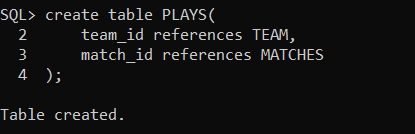 SQL> create table PLAYS(
2 team_id references TEAM,
3 match_id references MATCHES
4 );
Table created.